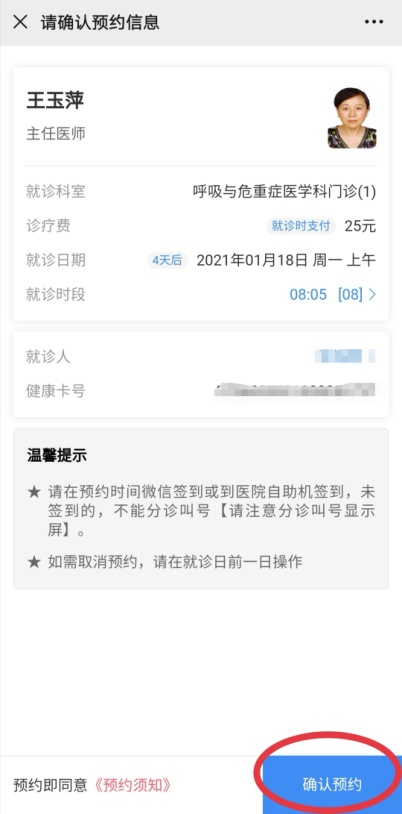 请确认预约信息
王玉萍
主任医师
就诊科室 呼吸与危重症医学科门诊(1)
诊疗费 就诊时支付 25元
就诊日期 4天后 2021年01月18日 周一 上午
就诊时段 08:05 [08] >
就诊人
健康卡号
温馨提示
★ 请在预约时间微信签到或到医院自助机签到，未
签到的，不能分诊叫号【请注意分诊叫号显示
屏】。
★ 如需取消预约，请在就诊日前一日操作
预约即同意《预约须知》 确认预约